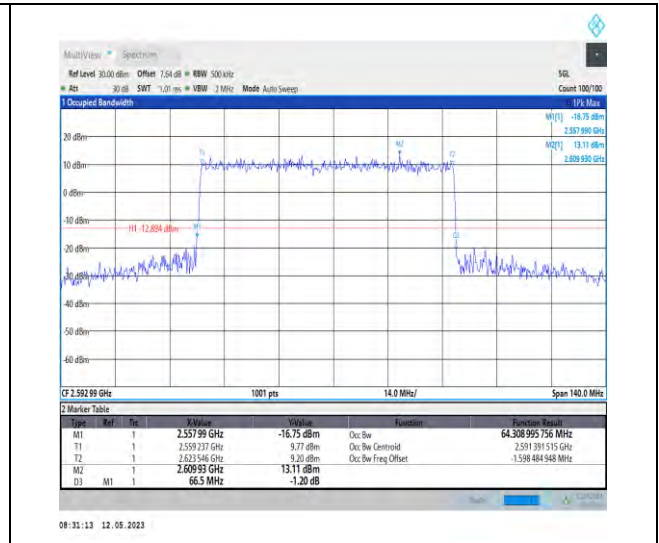 MultiView Spectrum
Ref Level 30.00 dBm Offset 7.64 dB RBW 500 kHz SGL
Att 30 dB SWT 1.01 ms VBW 2 MHz Mode Auto Sweep Count 100/100
1 Occupied Bandwidth 1Pk Max
M1[1] -16.75 dBm
2.557 990 GHz
M2[1] 13.11 dBm
2.609 930 GHz
20 dBm
T1
M2
T2
10 dBm
0 dBm
-10 dBm
H1 -12.894 dBm
M1
-20 dBm
D3
-30 dBm
-40 dBm
-50 dBm
-60 dBm
CF 2.592 99 GHz 1001 pts 14.0 MHz/ Span 140.0 MHz
2 Marker Table
Type Ref Trc X-Value Y-Value Function Function Result
M1 1 2.557 99 GHz -16.75 dBm Occ Bw 64.308 995 756 MHz
T1 1 2.559 237 GHz 9.77 dBm Occ Bw Centroid 2.591 391 515 GHz
T2 1 2.623 546 GHz 9.20 dBm Occ Bw Freq Offset -1.598 484 948 MHz
M2 1 2.609 93 GHz 13.11 dBm
D3 M1 1 66.5 MHz -1.20 dB
08:31:13 12.05.2023